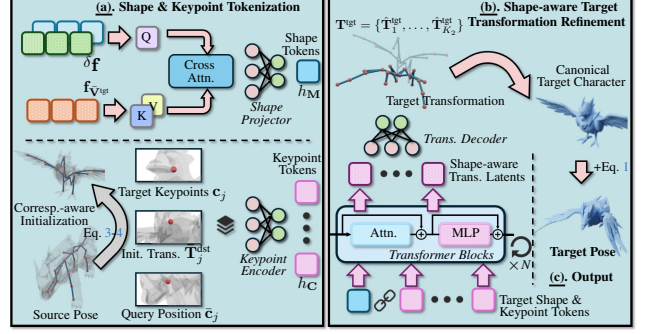 (a). Shape & Keypoint Tokenization
δf
Q
Cross
Attn.
Shape
Projector
Shape
Tokens
h_M
f_V̄^tgt
K
V
Target Keypoints c_j
Corresp.-aware
Initialization
Eq. 3-4
Init. Trans. T̄_j^dst
Source Pose
Query Position c̄_j
Keypoint
Encoder
Keypoint
Tokens
h_C
(b). Shape-aware Target
Transformation Refinement
T^tgt = {T̂_1^tgt, . . . , T̂_{K_2}^tgt}
Target Transformation
Canonical
Target Character
Trans. Decoder
Shape-aware
Trans. Latents
+Eq. 1
Attn.
MLP
Transformer Blocks
×N
Target Pose
(c). Output
Target Shape &
Keypoint Tokens